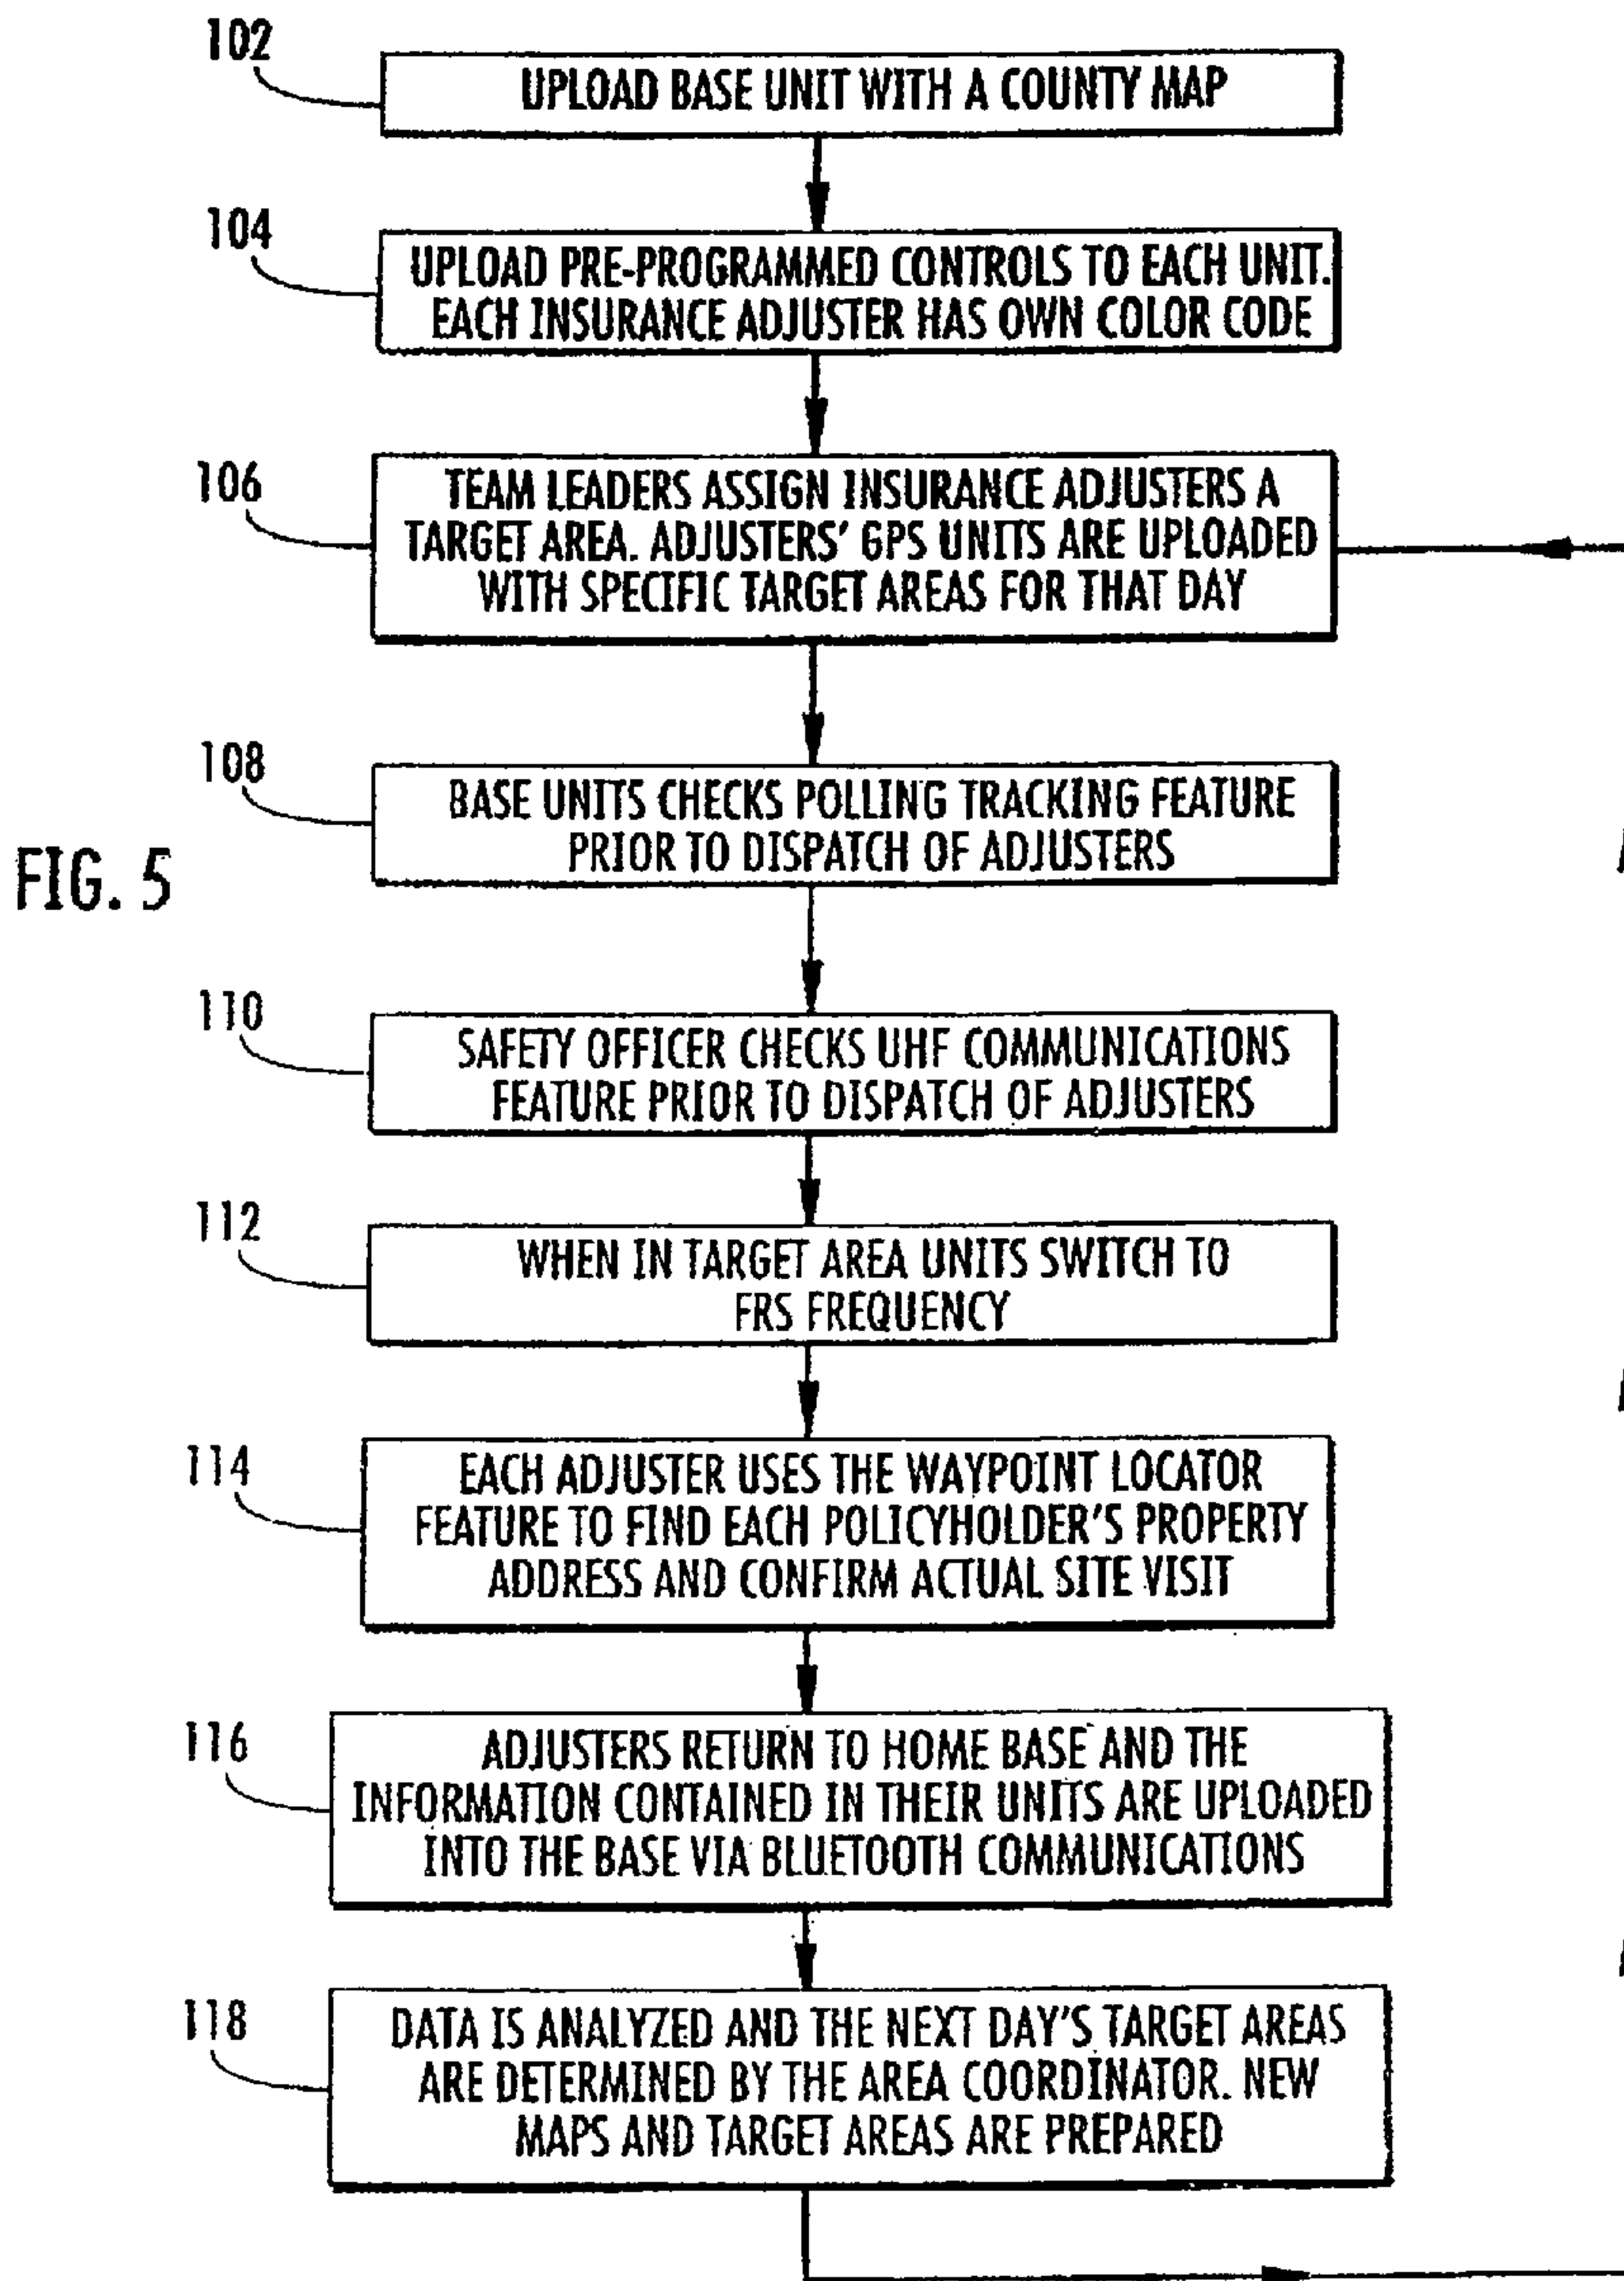 102
UPLOAD BASE UNIT WITH A COUNTY MAP
104
UPLOAD PRE-PROGRAMMED CONTROLS TO EACH UNIT.
EACH INSURANCE ADJUSTER HAS OWN COLOR CODE
106
TEAM LEADERS ASSIGN INSURANCE ADJUSTERS A
TARGET AREA. ADJUSTERS' GPS UNITS ARE UPLOADED
WITH SPECIFIC TARGET AREAS FOR THAT DAY
108
BASE UNITS CHECKS POLLING TRACKING FEATURE
PRIOR TO DISPATCH OF ADJUSTERS
FIG. 5
110
SAFETY OFFICER CHECKS UHF COMMUNICATIONS
FEATURE PRIOR TO DISPATCH OF ADJUSTERS
112
WHEN IN TARGET AREA UNITS SWITCH TO
FRS FREQUENCY
114
EACH ADJUSTER USES THE WAYPOINT LOCATOR
FEATURE TO FIND EACH POLICYHOLDER'S PROPERTY
ADDRESS AND CONFIRM ACTUAL SITE VISIT
116
ADJUSTERS RETURN TO HOME BASE AND THE
INFORMATION CONTAINED IN THEIR UNITS ARE UPLOADED
INTO THE BASE VIA BLUETOOTH COMMUNICATIONS
118
DATA IS ANALYZED AND THE NEXT DAY'S TARGET AREAS
ARE DETERMINED BY THE AREA COORDINATOR. NEW
MAPS AND TARGET AREAS ARE PREPARED